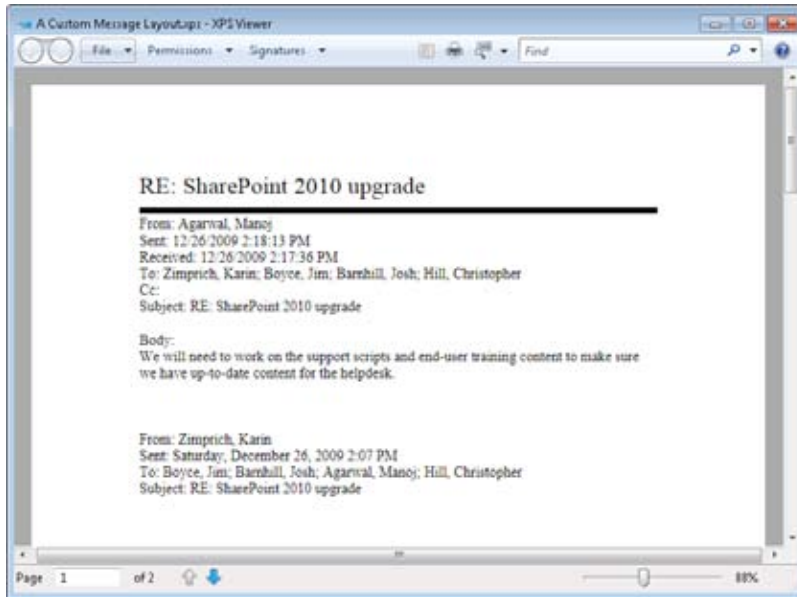 A Custom Message Layout.xps - XPS Viewer
File Permissions Signatures Find
RE: SharePoint 2010 upgrade
From: Agarwal, Manoj
Sent: 12/26/2009 2:18:13 PM
Received: 12/26/2009 2:17:36 PM
To: Zimprich, Karin; Boyce, Jim; Barnhill, Josh; Hill, Christopher
Cc:
Subject: RE: SharePoint 2010 upgrade
Body:
We will need to work on the support scripts and end-user training content to make sure
we have up-to-date content for the helpdesk.
From: Zimprich, Karin
Sent: Saturday, December 26, 2009 2:07 PM
To: Boyce, Jim; Barnhill, Josh; Agarwal, Manoj; Hill, Christopher
Subject: RE: SharePoint 2010 upgrade
Page 1 of 2 88%